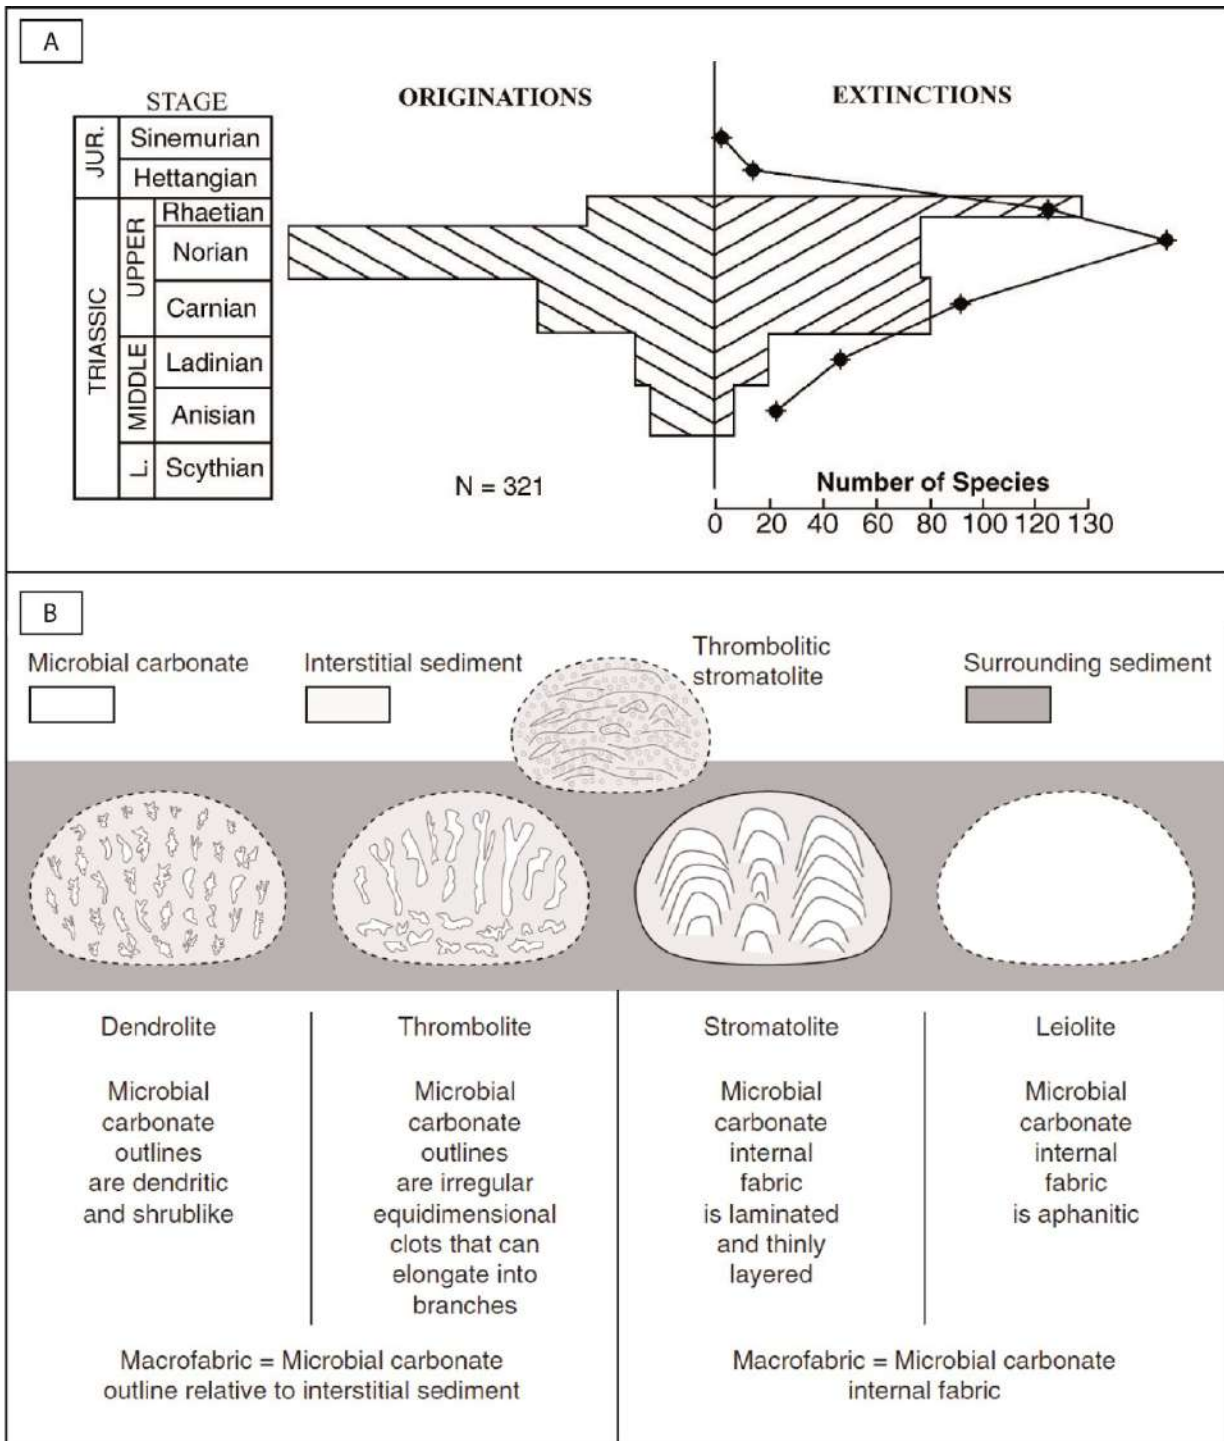 A
STAGE
ORIGINATIONS
EXTINCTIONS
JUR.
Sinemurian
Hettangian
TRIASSIC
UPPER
Rhaetian
Norian
Carnian
MIDDLE
Ladinian
Anisian
L.
Scythian
N = 321
Number of Species
0 20 40 60 80 100 120 130
B
Microbial carbonate
Interstitial sediment
Thrombolitic
stromatolite
Surrounding sediment
Dendrolite
Microbial
carbonate
outlines
are dendritic
and shrublike
Thrombolite
Microbial
carbonate
outlines
are irregular
equidimensional
clots that can
elongate into
branches
Macrofabric = Microbial carbonate
outline relative to interstitial sediment
Stromatolite
Microbial
carbonate
internal
fabric
is laminated
and thinly
layered
Leiolite
Microbial
carbonate
internal
fabric
is aphanitic
Macrofabric = Microbial carbonate
internal fabric